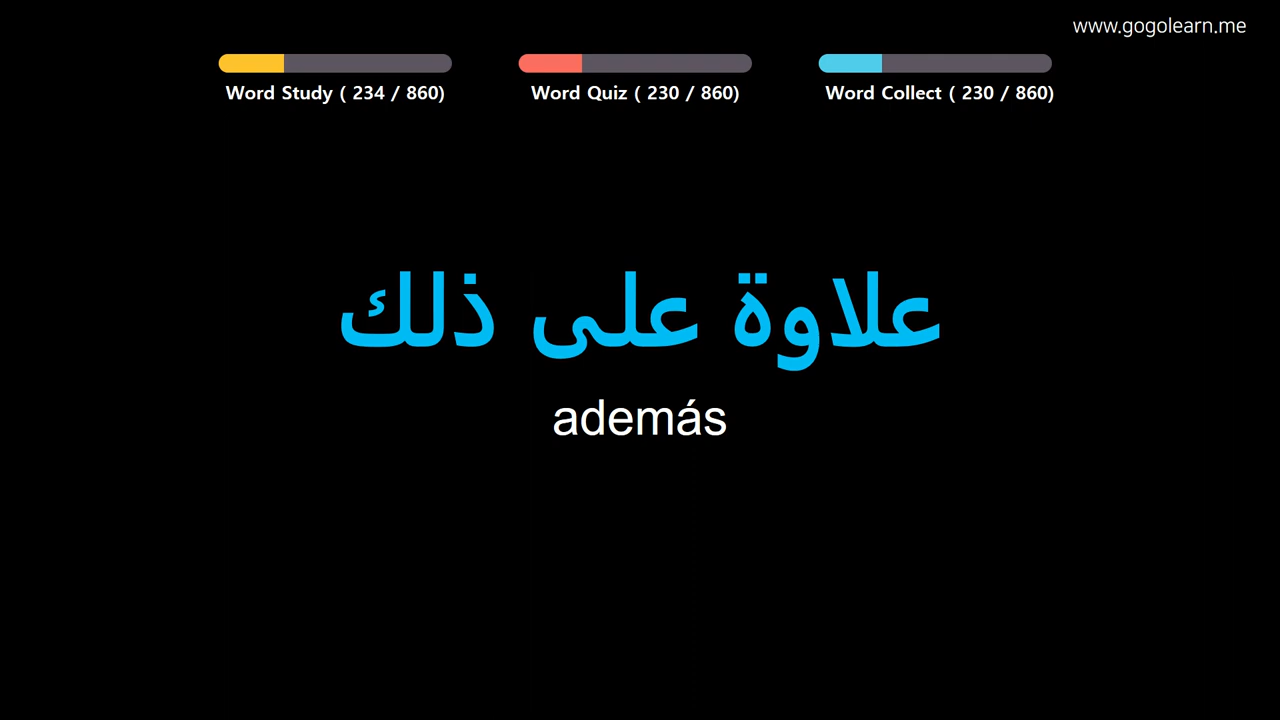 www.gogolearn.me
Word Study ( 234 / 860)
Word Quiz ( 230 / 860)
Word Collect ( 230 / 860)
علاوة على ذلك
además